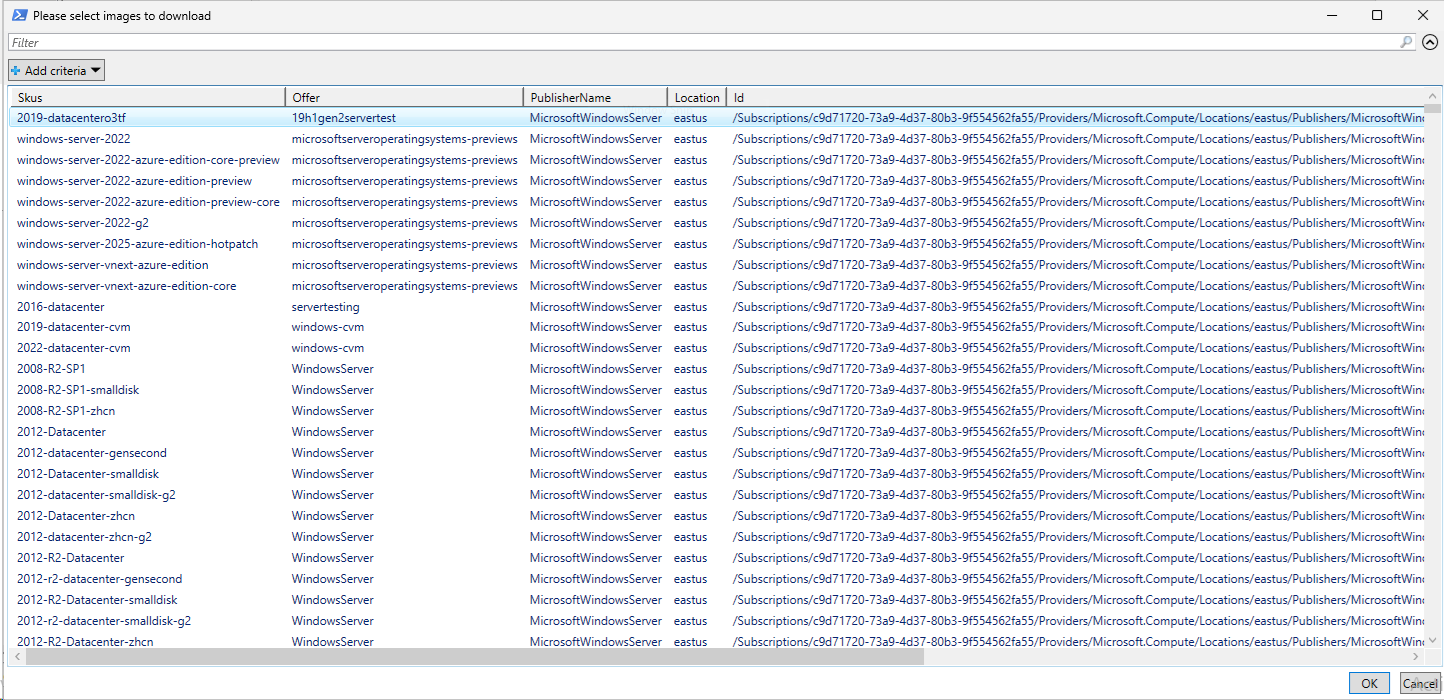 Please select images to download
Filter
Add criteria
Skus Offer PublisherName Location Id
2019-datacentero3tf 19h1gen2servertest MicrosoftWindowsServer eastus /Subscriptions/c9d71720-73a9-4d37-80b3-9f554562fa55/Providers/Microsoft.Compute/Locations/eastus/Publishers/MicrosoftWind
windows-server-2022 microsoftserveroperatingsystems-previews MicrosoftWindowsServer eastus /Subscriptions/c9d71720-73a9-4d37-80b3-9f554562fa55/Providers/Microsoft.Compute/Locations/eastus/Publishers/MicrosoftWind
windows-server-2022-azure-edition-core-preview microsoftserveroperatingsystems-previews MicrosoftWindowsServer eastus /Subscriptions/c9d71720-73a9-4d37-80b3-9f554562fa55/Providers/Microsoft.Compute/Locations/eastus/Publishers/MicrosoftWind
windows-server-2022-azure-edition-preview microsoftserveroperatingsystems-previews MicrosoftWindowsServer eastus /Subscriptions/c9d71720-73a9-4d37-80b3-9f554562fa55/Providers/Microsoft.Compute/Locations/eastus/Publishers/MicrosoftWind
windows-server-2022-azure-edition-preview-core microsoftserveroperatingsystems-previews MicrosoftWindowsServer eastus /Subscriptions/c9d71720-73a9-4d37-80b3-9f554562fa55/Providers/Microsoft.Compute/Locations/eastus/Publishers/MicrosoftWind
windows-server-2022-g2 microsoftserveroperatingsystems-previews MicrosoftWindowsServer eastus /Subscriptions/c9d71720-73a9-4d37-80b3-9f554562fa55/Providers/Microsoft.Compute/Locations/eastus/Publishers/MicrosoftWind
windows-server-2025-azure-edition-hotpatch microsoftserveroperatingsystems-previews MicrosoftWindowsServer eastus /Subscriptions/c9d71720-73a9-4d37-80b3-9f554562fa55/Providers/Microsoft.Compute/Locations/eastus/Publishers/MicrosoftWind
windows-server-vnext-azure-edition microsoftserveroperatingsystems-previews MicrosoftWindowsServer eastus /Subscriptions/c9d71720-73a9-4d37-80b3-9f554562fa55/Providers/Microsoft.Compute/Locations/eastus/Publishers/MicrosoftWind
windows-server-vnext-azure-edition-core microsoftserveroperatingsystems-previews MicrosoftWindowsServer eastus /Subscriptions/c9d71720-73a9-4d37-80b3-9f554562fa55/Providers/Microsoft.Compute/Locations/eastus/Publishers/MicrosoftWind
2016-datacenter servertesting MicrosoftWindowsServer eastus /Subscriptions/c9d71720-73a9-4d37-80b3-9f554562fa55/Providers/Microsoft.Compute/Locations/eastus/Publishers/MicrosoftWind
2019-datacenter-cvm windows-cvm MicrosoftWindowsServer eastus /Subscriptions/c9d71720-73a9-4d37-80b3-9f554562fa55/Providers/Microsoft.Compute/Locations/eastus/Publishers/MicrosoftWind
2022-datacenter-cvm windows-cvm MicrosoftWindowsServer eastus /Subscriptions/c9d71720-73a9-4d37-80b3-9f554562fa55/Providers/Microsoft.Compute/Locations/eastus/Publishers/MicrosoftWind
2008-R2-SP1 WindowsServer MicrosoftWindowsServer eastus /Subscriptions/c9d71720-73a9-4d37-80b3-9f554562fa55/Providers/Microsoft.Compute/Locations/eastus/Publishers/MicrosoftWind
2008-R2-SP1-smalldisk WindowsServer MicrosoftWindowsServer eastus /Subscriptions/c9d71720-73a9-4d37-80b3-9f554562fa55/Providers/Microsoft.Compute/Locations/eastus/Publishers/MicrosoftWind
2008-R2-SP1-zhcn WindowsServer MicrosoftWindowsServer eastus /Subscriptions/c9d71720-73a9-4d37-80b3-9f554562fa55/Providers/Microsoft.Compute/Locations/eastus/Publishers/MicrosoftWind
2012-Datacenter WindowsServer MicrosoftWindowsServer eastus /Subscriptions/c9d71720-73a9-4d37-80b3-9f554562fa55/Providers/Microsoft.Compute/Locations/eastus/Publishers/MicrosoftWind
2012-datacenter-gensecond WindowsServer MicrosoftWindowsServer eastus /Subscriptions/c9d71720-73a9-4d37-80b3-9f554562fa55/Providers/Microsoft.Compute/Locations/eastus/Publishers/MicrosoftWind
2012-Datacenter-smalldisk WindowsServer MicrosoftWindowsServer eastus /Subscriptions/c9d71720-73a9-4d37-80b3-9f554562fa55/Providers/Microsoft.Compute/Locations/eastus/Publishers/MicrosoftWind
2012-datacenter-smalldisk-g2 WindowsServer MicrosoftWindowsServer eastus /Subscriptions/c9d71720-73a9-4d37-80b3-9f554562fa55/Providers/Microsoft.Compute/Locations/eastus/Publishers/MicrosoftWind
2012-Datacenter-zhcn WindowsServer MicrosoftWindowsServer eastus /Subscriptions/c9d71720-73a9-4d37-80b3-9f554562fa55/Providers/Microsoft.Compute/Locations/eastus/Publishers/MicrosoftWind
2012-datacenter-zhcn-g2 WindowsServer MicrosoftWindowsServer eastus /Subscriptions/c9d71720-73a9-4d37-80b3-9f554562fa55/Providers/Microsoft.Compute/Locations/eastus/Publishers/MicrosoftWind
2012-R2-Datacenter WindowsServer MicrosoftWindowsServer eastus /Subscriptions/c9d71720-73a9-4d37-80b3-9f554562fa55/Providers/Microsoft.Compute/Locations/eastus/Publishers/MicrosoftWind
2012-r2-datacenter-gensecond WindowsServer MicrosoftWindowsServer eastus /Subscriptions/c9d71720-73a9-4d37-80b3-9f554562fa55/Providers/Microsoft.Compute/Locations/eastus/Publishers/MicrosoftWind
2012-R2-Datacenter-smalldisk WindowsServer MicrosoftWindowsServer eastus /Subscriptions/c9d71720-73a9-4d37-80b3-9f554562fa55/Providers/Microsoft.Compute/Locations/eastus/Publishers/MicrosoftWind
2012-r2-datacenter-smalldisk-g2 WindowsServer MicrosoftWindowsServer eastus /Subscriptions/c9d71720-73a9-4d37-80b3-9f554562fa55/Providers/Microsoft.Compute/Locations/eastus/Publishers/MicrosoftWind
2012-R2-Datacenter-zhcn WindowsServer MicrosoftWindowsServer eastus /Subscriptions/c9d71720-73a9-4d37-80b3-9f554562fa55/Providers/Microsoft.Compute/Locations/eastus/Publishers/MicrosoftWind
OK Cancel